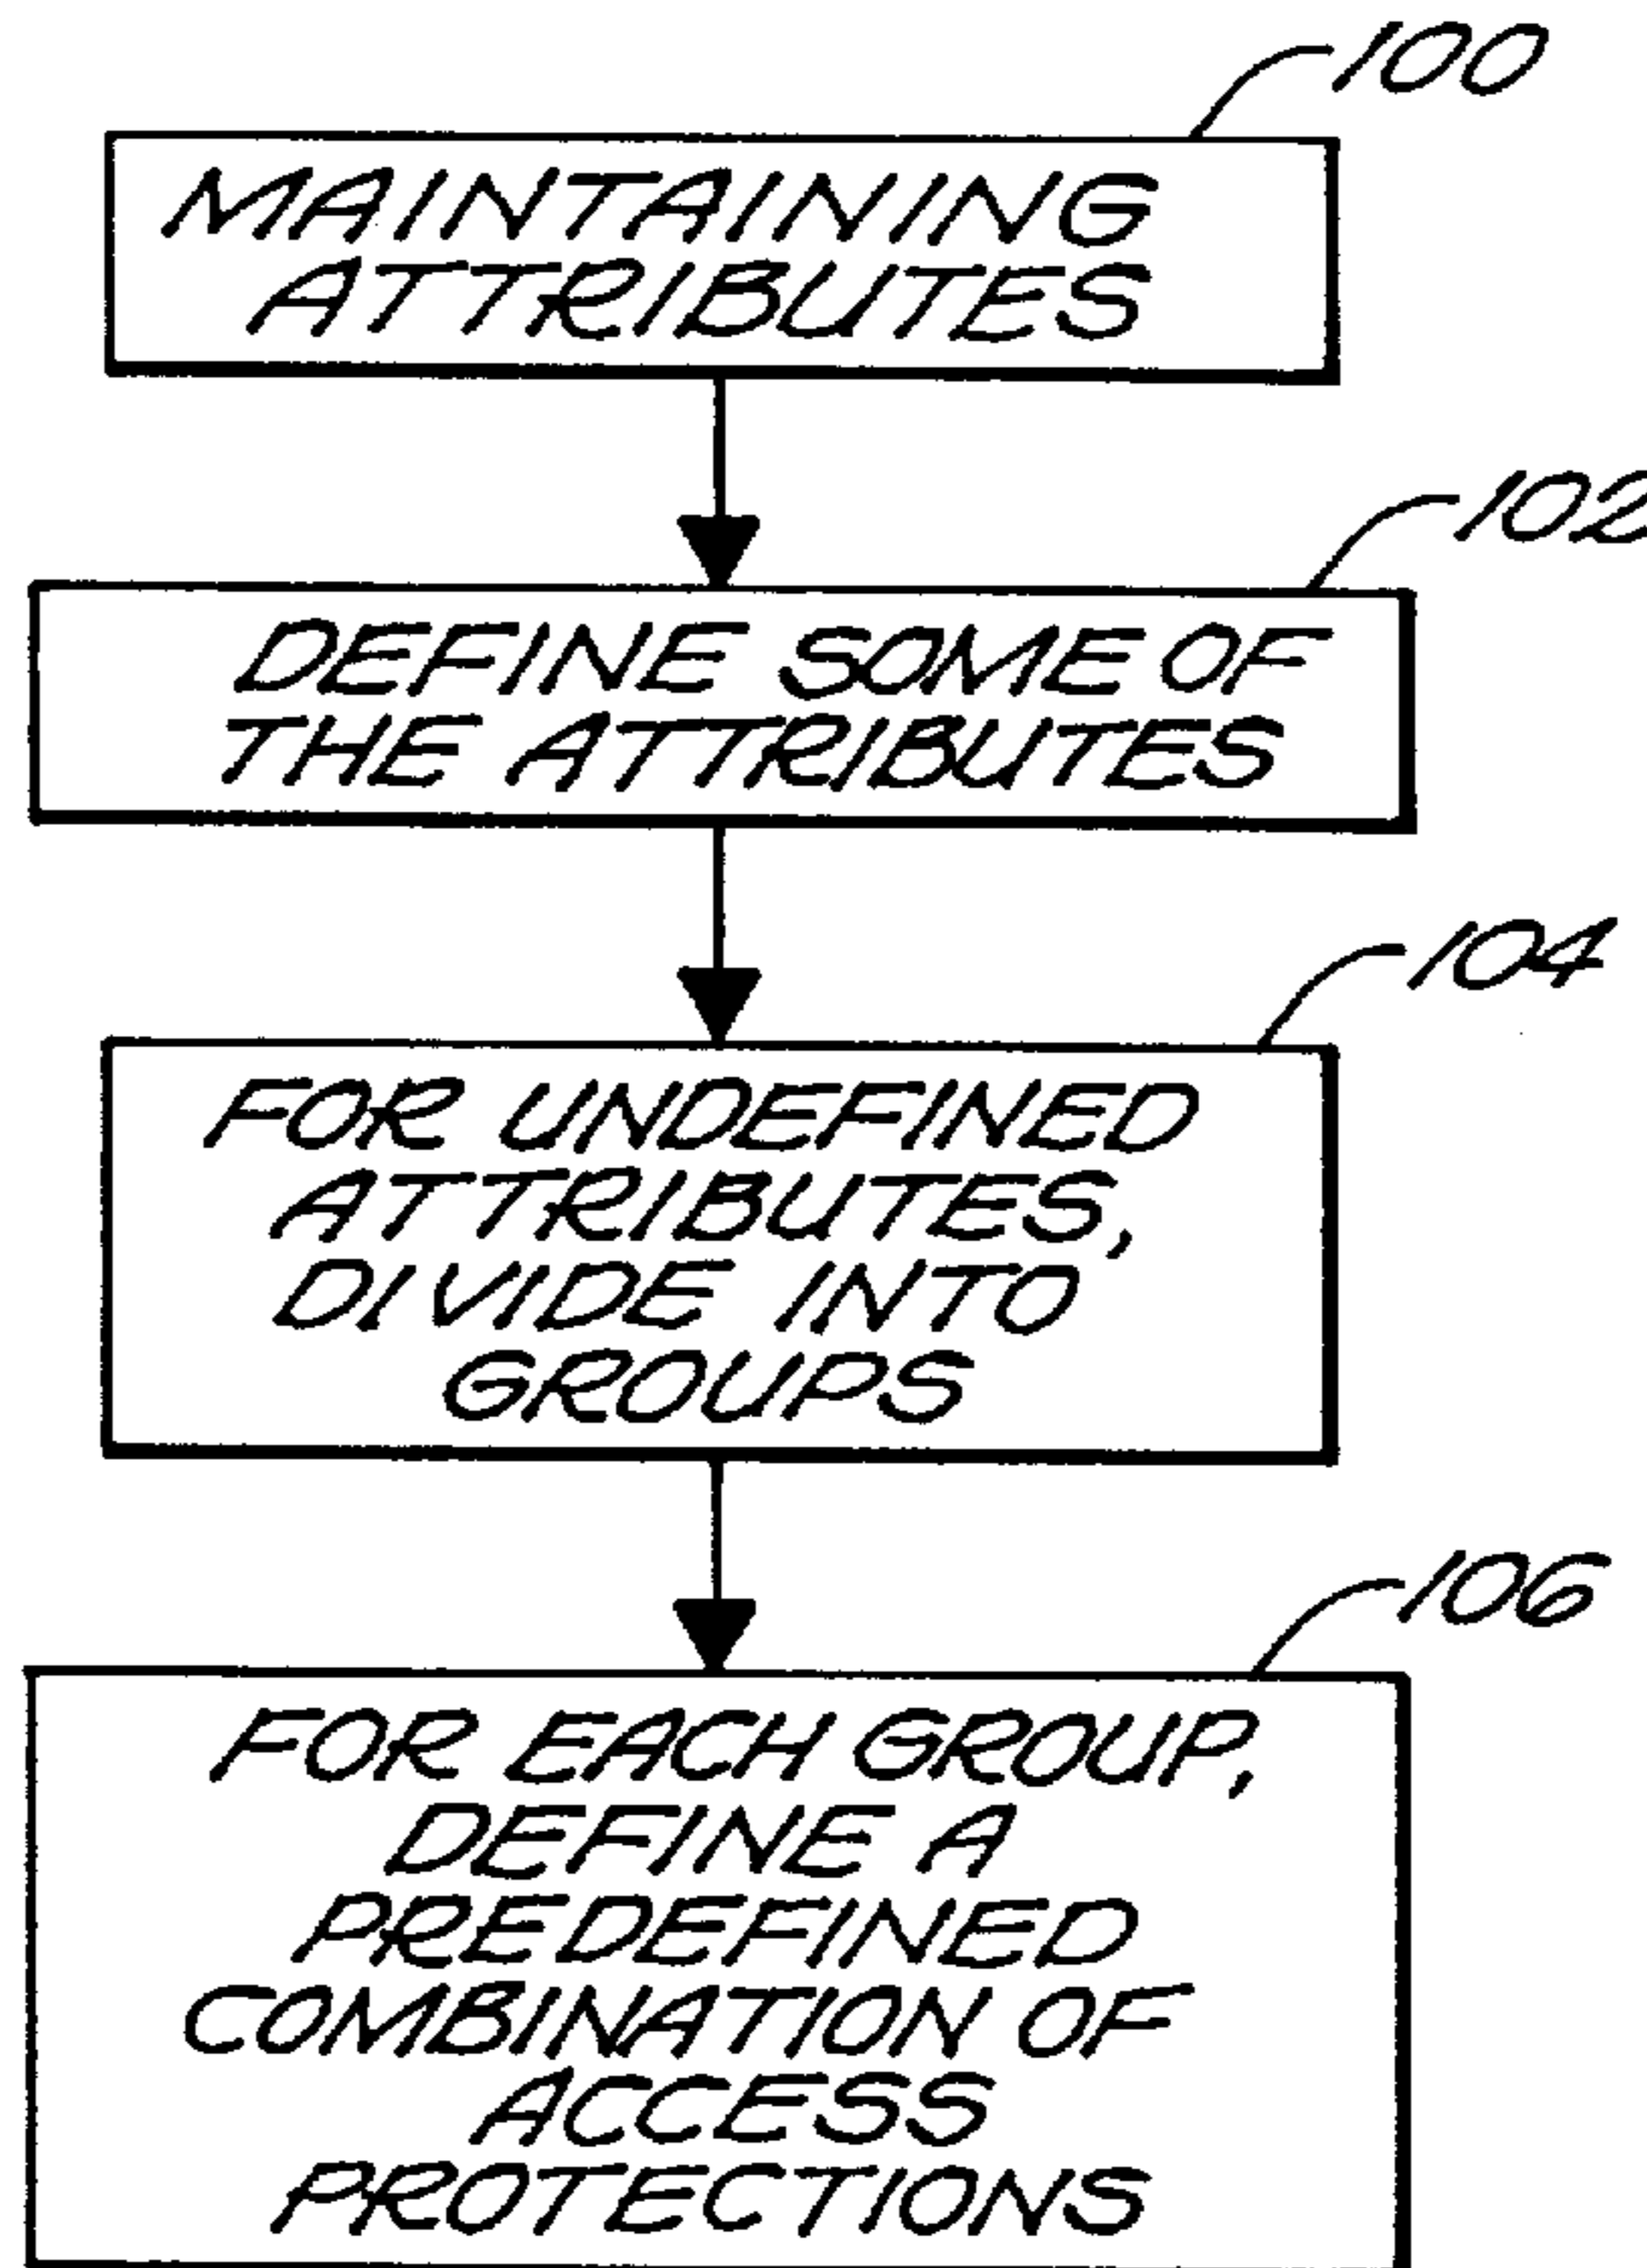 100
MAINTAINING
ATTRIBUTES
102
DEFINE SOME OF
THE ATTRIBUTES
104
FOR UNDEFINED
ATTRIBUTES,
DIVIDE INTO
GROUPS
106
FOR EACH GROUP,
DEFINE A
PREDEFINED
COMBINATION OF
ACCESS
PROTECTIONS